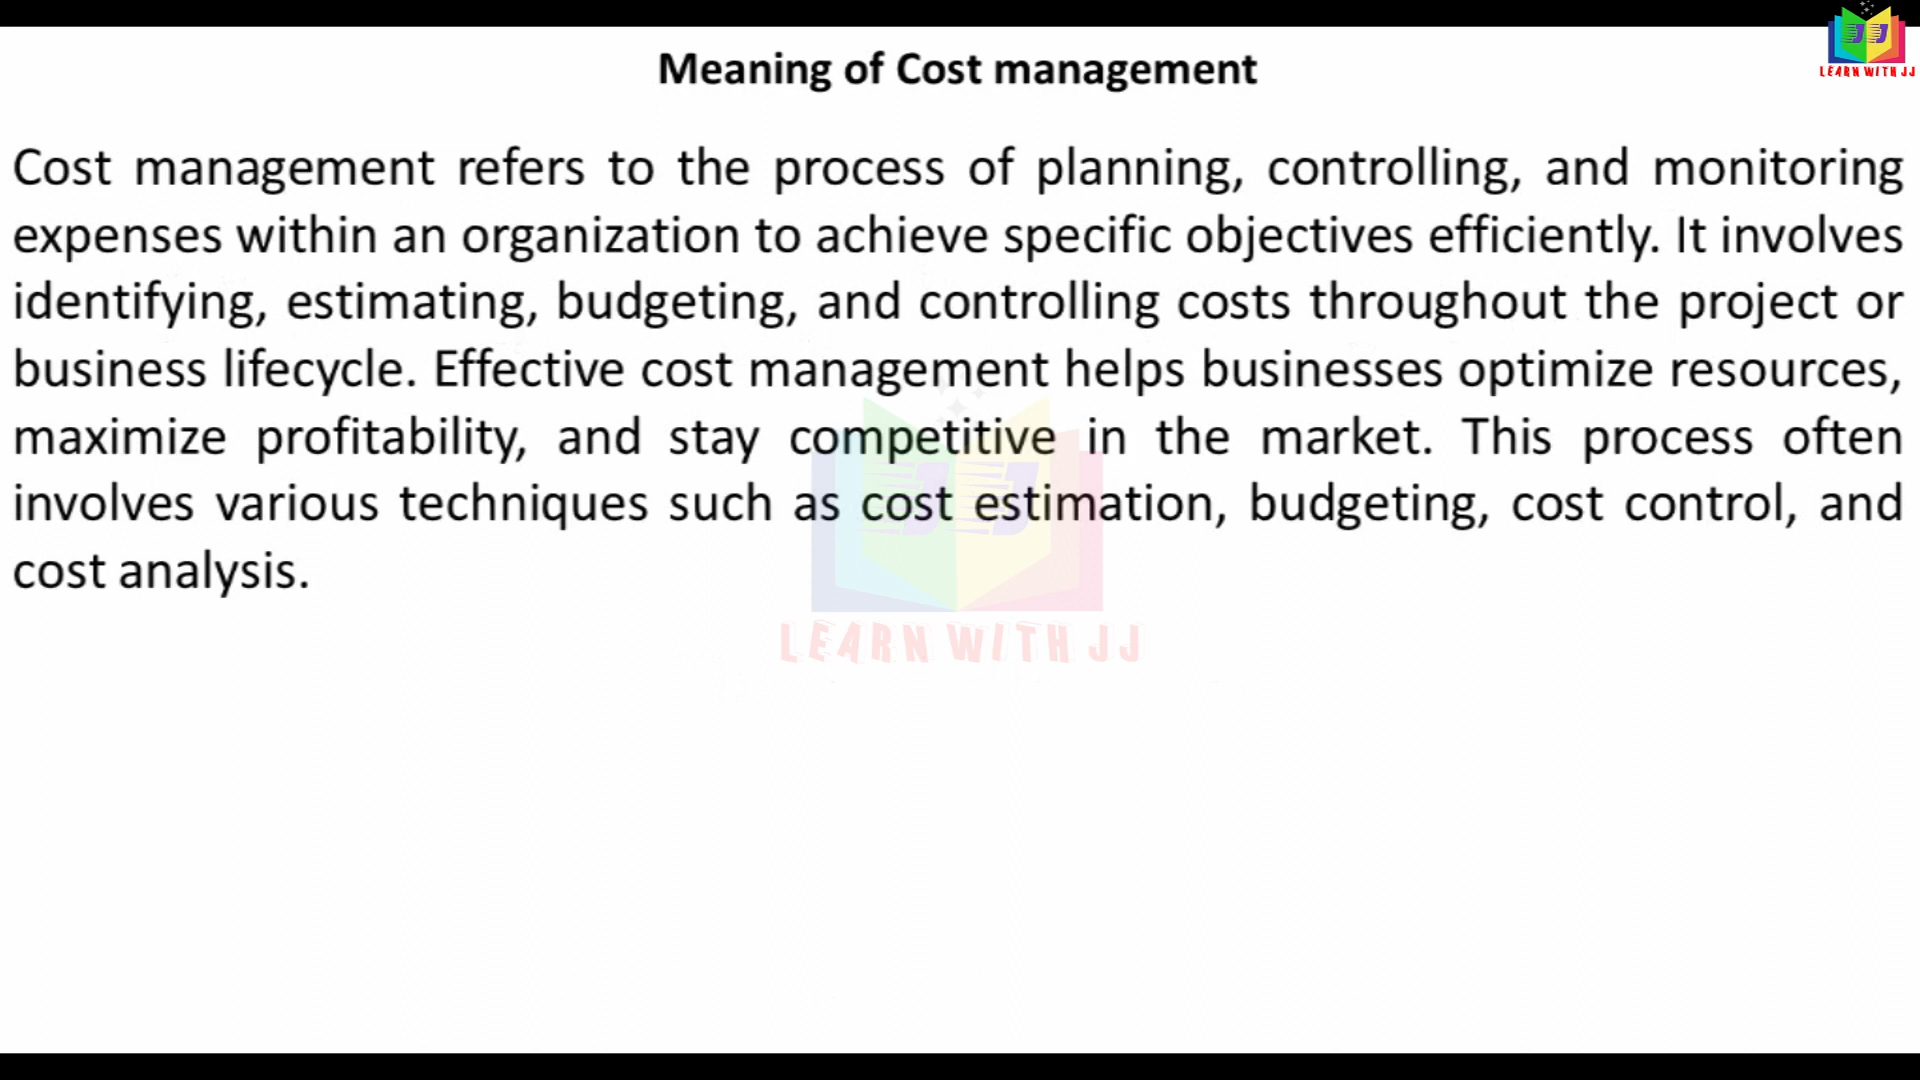 LEARN WITH JJ
Meaning of Cost management
Cost management refers to the process of planning, controlling, and monitoring
expenses within an organization to achieve specific objectives efficiently. It involves
identifying, estimating, budgeting, and controlling costs throughout the project or
business lifecycle. Effective cost management helps businesses optimize resources,
maximize profitability, and stay competitive in the market. This process often
involves various techniques such as cost estimation, budgeting, cost control, and
cost analysis.
JJ
LEARN WITH JJ